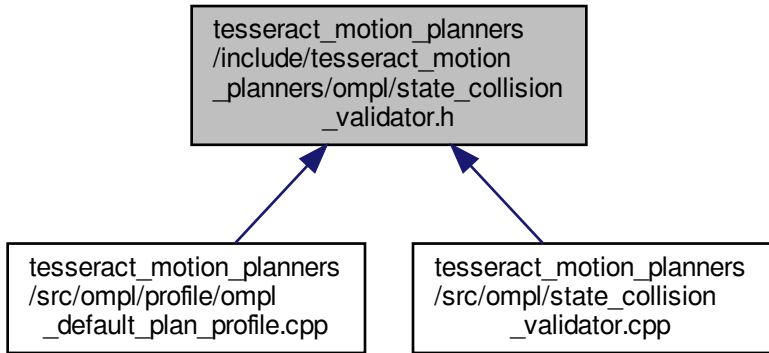 tesseract_motion_planners
/include/tesseract_motion
_planners/ompl/state_collision
_validator.h
tesseract_motion_planners
/src/ompl/profile/ompl
_default_plan_profile.cpp
tesseract_motion_planners
/src/ompl/state_collision
_validator.cpp